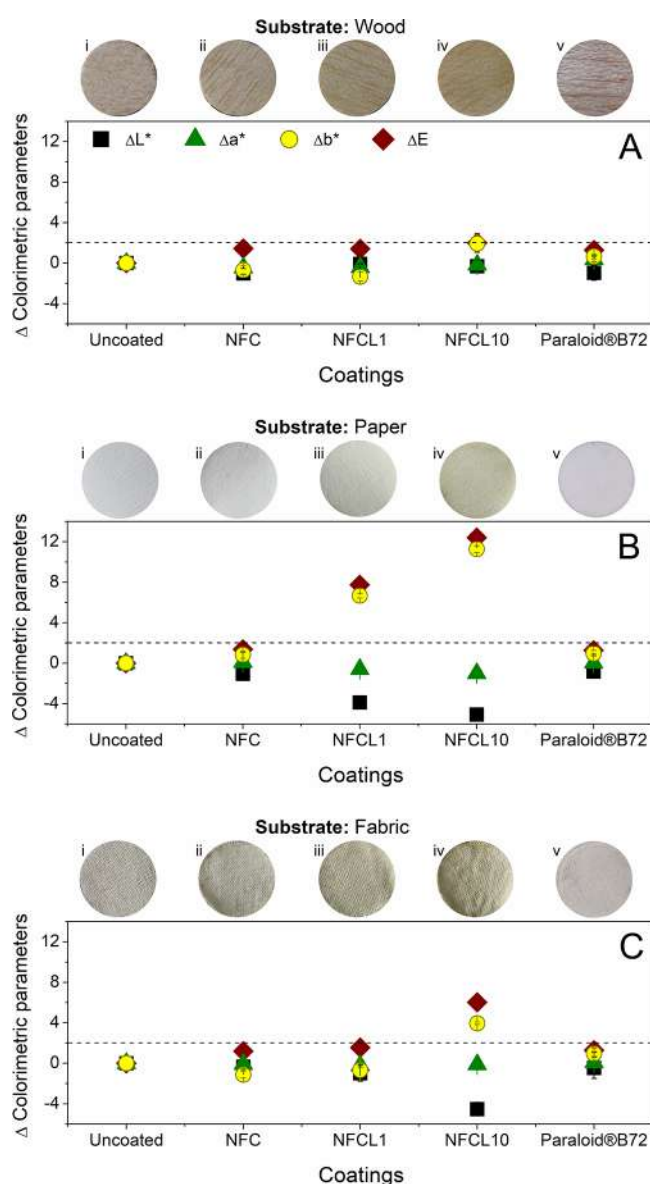 Substrate: Wood
i ii iii iv v
A
ΔL* Δa* Δb* ΔE
12
8
4
0
-4
Δ Colorimetric parameters
Uncoated NFC NFCL1 NFCL10 Paraloid®B72
Coatings
Substrate: Paper
i ii iii iv v
B
12
8
4
0
-4
Δ Colorimetric parameters
Uncoated NFC NFCL1 NFCL10 Paraloid®B72
Coatings
Substrate: Fabric
i ii iii iv v
C
12
8
4
0
-4
Δ Colorimetric parameters
Uncoated NFC NFCL1 NFCL10 Paraloid®B72
Coatings